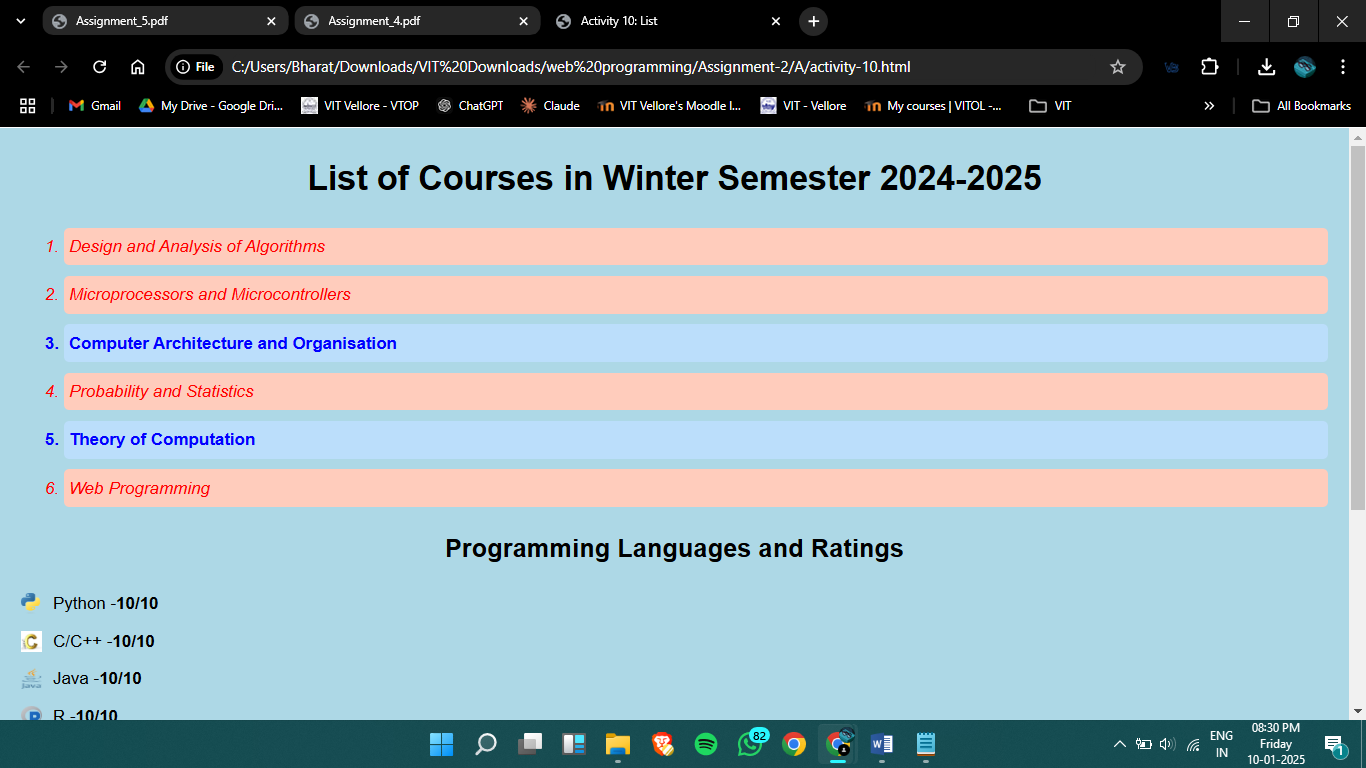 Assignment_5.pdf
Assignment_4.pdf
Activity 10: List
File
C:/Users/Bharat/Downloads/VIT%20Downloads/web%20programming/Assignment-2/A/activity-10.html
Gmail
My Drive - Google Dri...
VIT Vellore - VTOP
ChatGPT
Claude
VIT Vellore's Moodle l...
VIT - Vellore
My courses | VITOL -...
VIT
All Bookmarks
List of Courses in Winter Semester 2024-2025
1. Design and Analysis of Algorithms
2. Microprocessors and Microcontrollers
3. Computer Architecture and Organisation
4. Probability and Statistics
5. Theory of Computation
6. Web Programming
Programming Languages and Ratings
Python -10/10
C/C++ -10/10
Java -10/10
R -10/10
82
ENG
IN
08:30 PM
Friday
10-01-2025
1